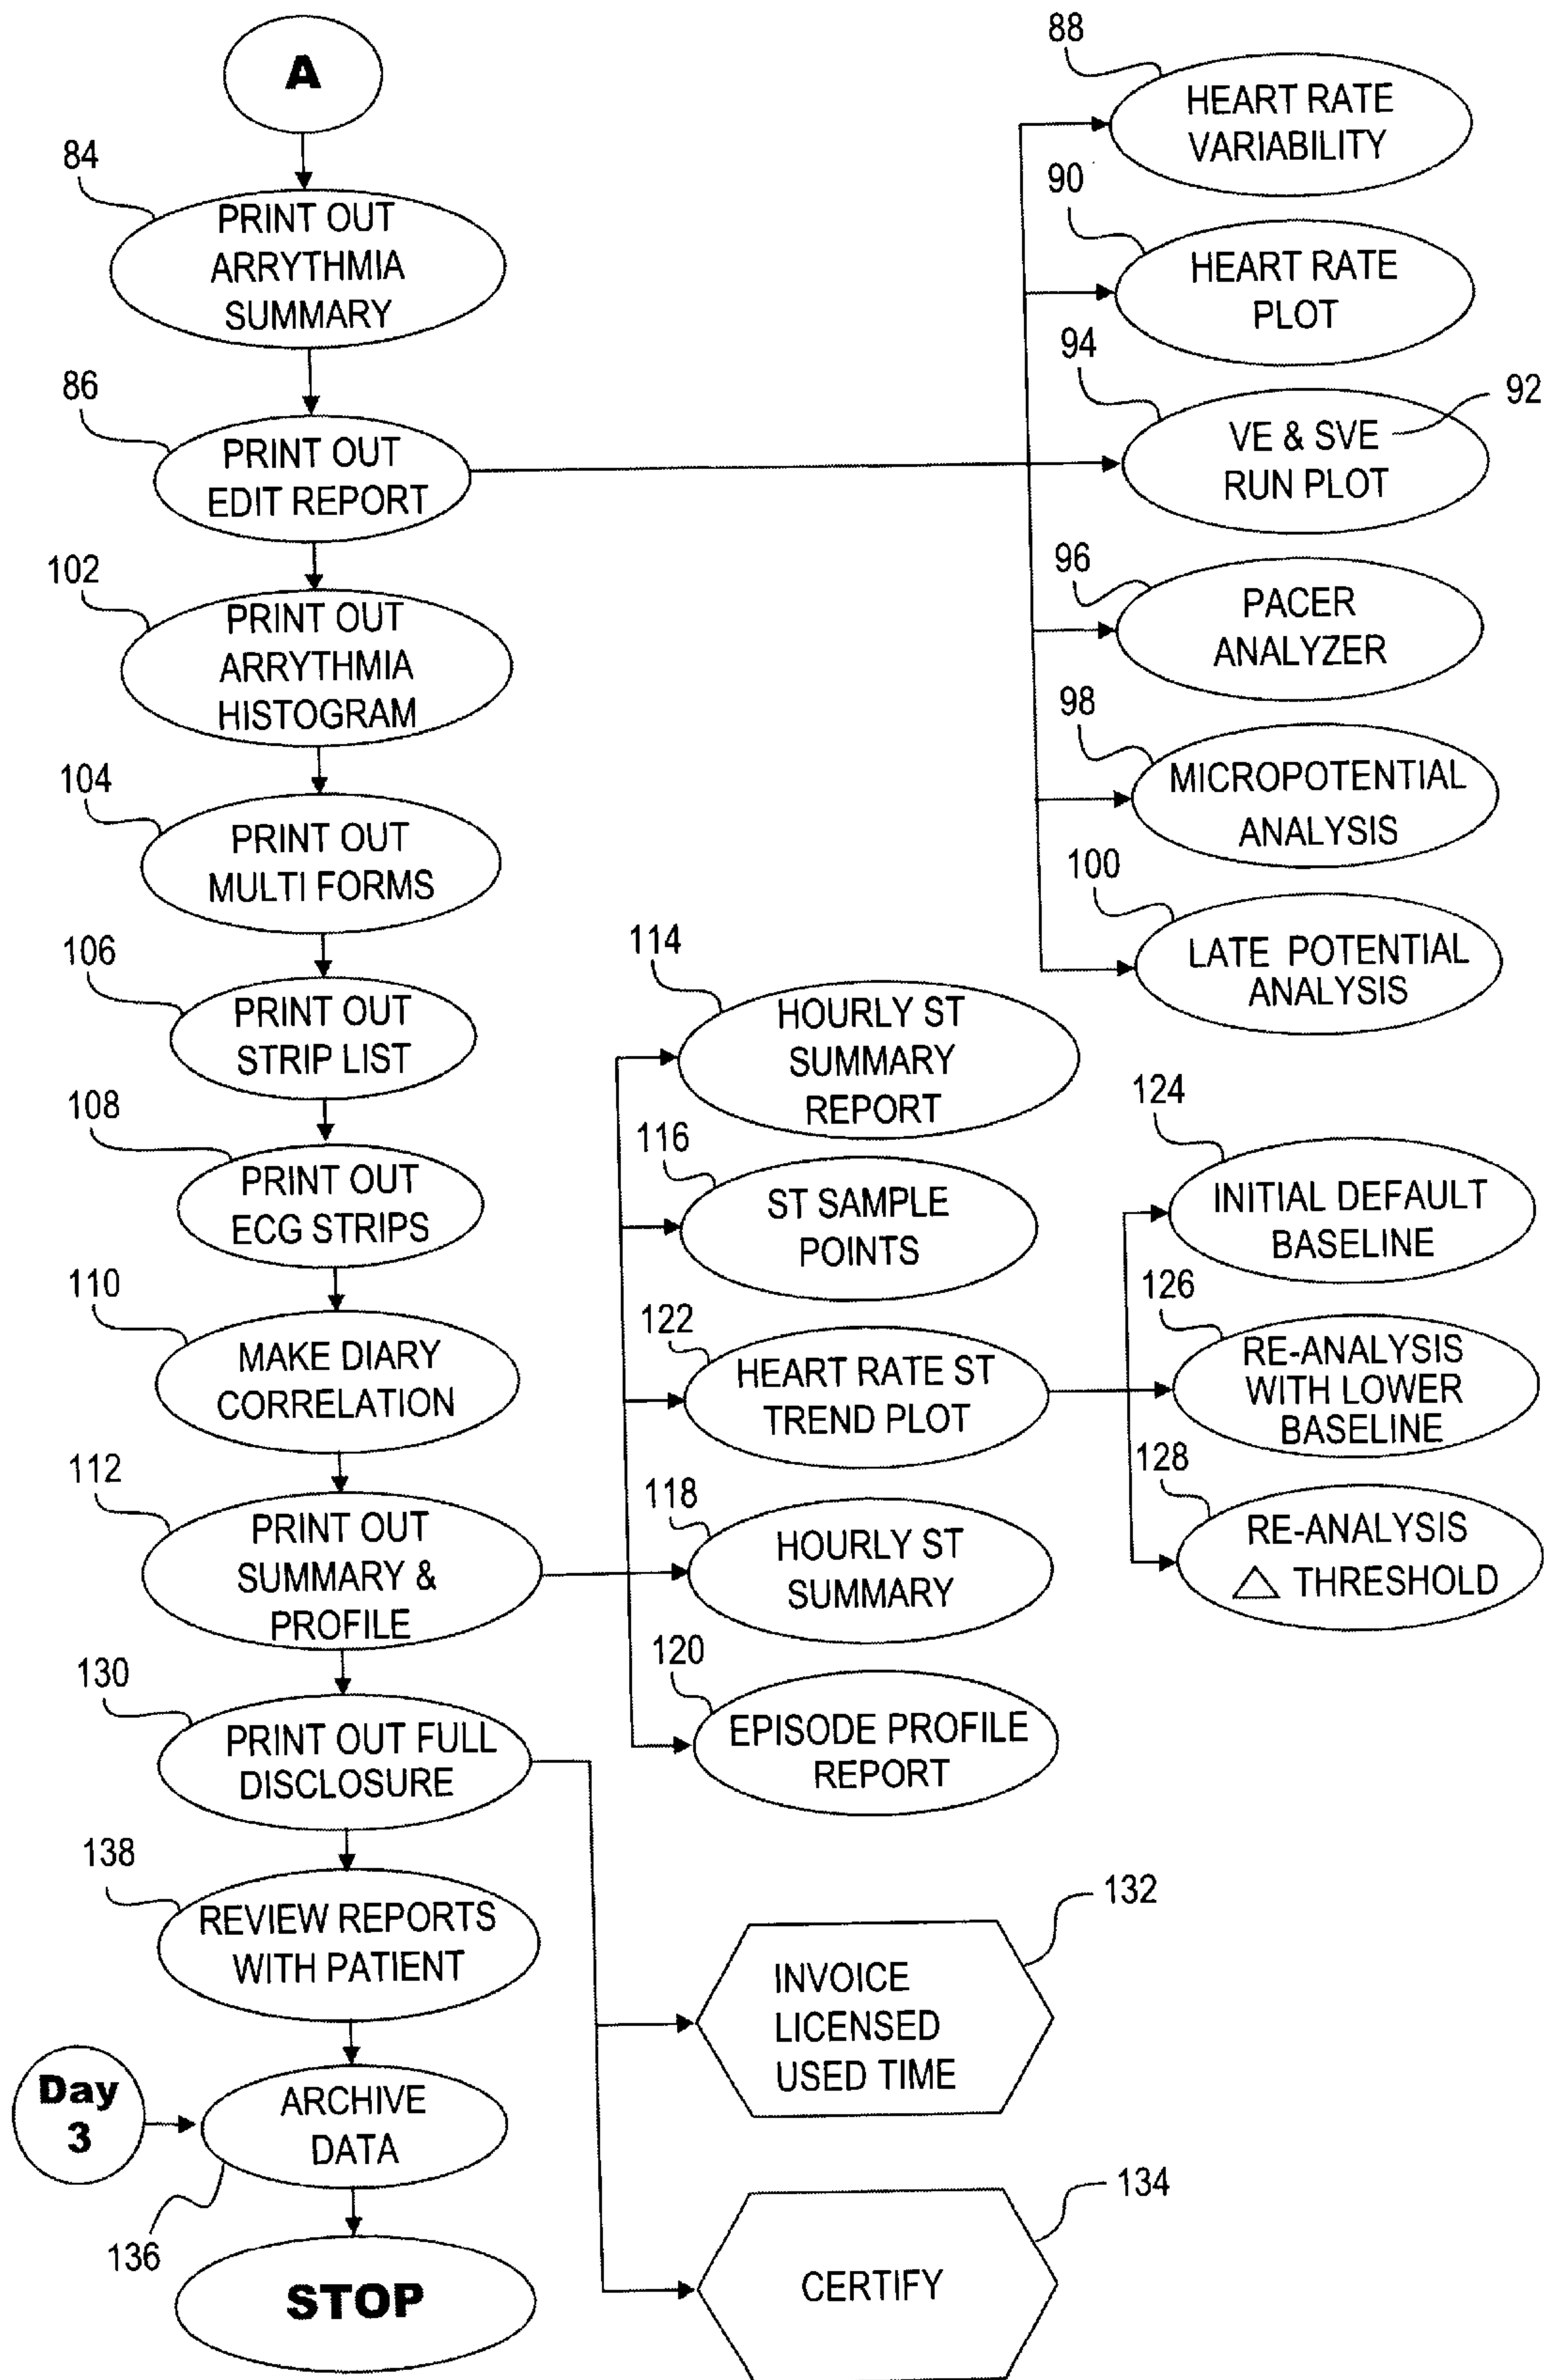 A
84
PRINT OUT
ARRYTHMIA
SUMMARY
86
PRINT OUT
EDIT REPORT
88
HEART RATE
VARIABILITY
90
HEART RATE
PLOT
94
92
VE & SVE
RUN PLOT
96
PACER
ANALYZER
98
MICROPOTENTIAL
ANALYSIS
100
LATE POTENTIAL
ANALYSIS
102
PRINT OUT
ARRYTHMIA
HISTOGRAM
104
PRINT OUT
MULTI FORMS
106
PRINT OUT
STRIP LIST
108
PRINT OUT
ECG STRIPS
110
MAKE DIARY
CORRELATION
112
PRINT OUT
SUMMARY &
PROFILE
114
HOURLY ST
SUMMARY
REPORT
116
ST SAMPLE
POINTS
122
HEART RATE ST
TREND PLOT
118
HOURLY ST
SUMMARY
120
EPISODE PROFILE
REPORT
124
INITIAL DEFAULT
BASELINE
126
RE-ANALYSIS
WITH LOWER
BASELINE
128
RE-ANALYSIS
△ THRESHOLD
130
PRINT OUT FULL
DISCLOSURE
132
INVOICE
LICENSED
USED TIME
134
CERTIFY
138
REVIEW REPORTS
WITH PATIENT
Day
3
ARCHIVE
DATA
136
STOP